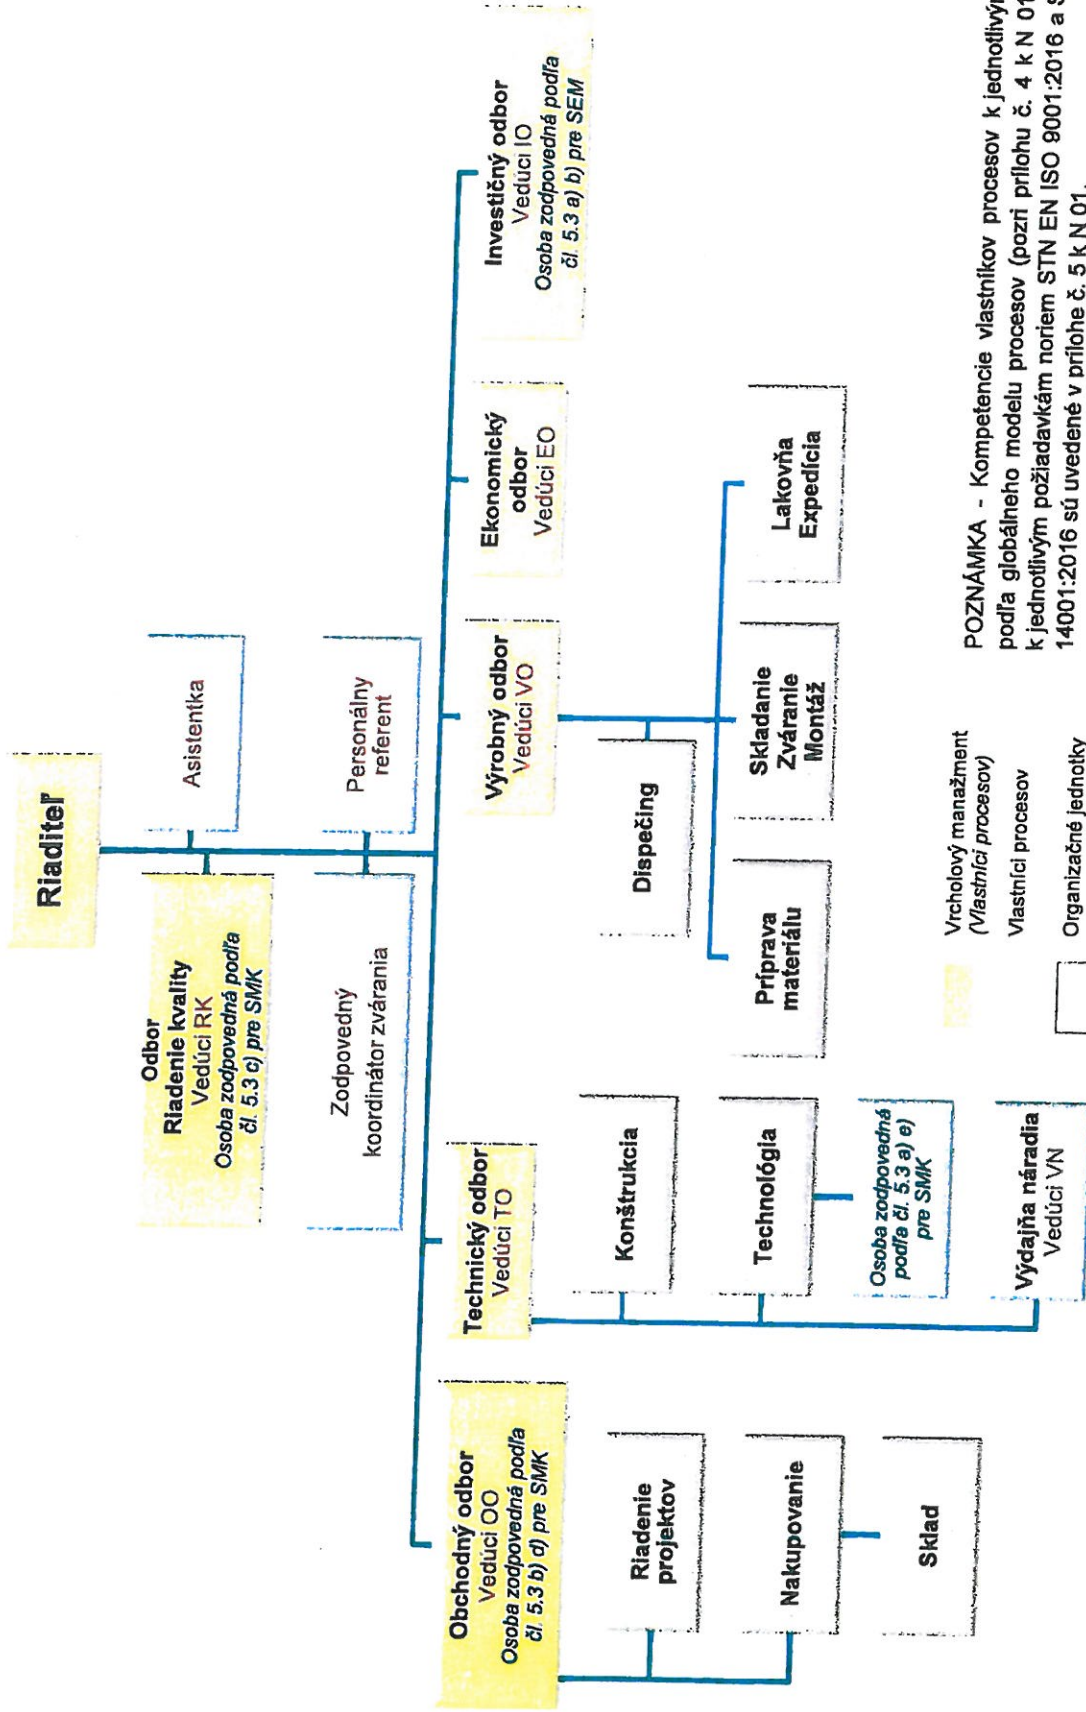 Riaditeľ
Odbor
Riadenie kvality
Vedúci RK
Osoba zodpovedná podľa
čl. 5.3 c) pre SMK
Asistentka
Zodpovedný
koordinátor zvárania
Personálny
referent
Obchodný odbor
Vedúci OO
Osoba zodpovedná podľa
čl. 5.3 b) d) pre SMK
Technický odbor
Vedúci TO
Výrobný odbor
Vedúci VO
Ekonomický
odbor
Vedúci EO
Investičný odbor
Vedúci IO
Osoba zodpovedná podľa
čl. 5.3 a) b) pre SEM
Riadenie
projektov
Nakupovanie
Sklad
Konštrukcia
Technológia
Osoba zodpovedná
podľa čl. 5.3 a) e)
pre SMK
Výdajňa náradia
Vedúci VN
Dispečing
Príprava
materiálu
Skladanie
Zváranie
Montáž
Lakovňa
Expedícia
Vrcholový manažment
(Vlastníci procesov)
Vlastníci procesov
Organizačné jednotky
POZNÁMKA - Kompetencie vlastníkov procesov k jednotlivým
podľa globálneho modelu procesov (pozri prílohu č. 4 k N 01
k jednotlivým požiadavkám noriem STN EN ISO 9001:2016 a S
14001:2016 sú uvedené v prílohe č. 5 k N 01.